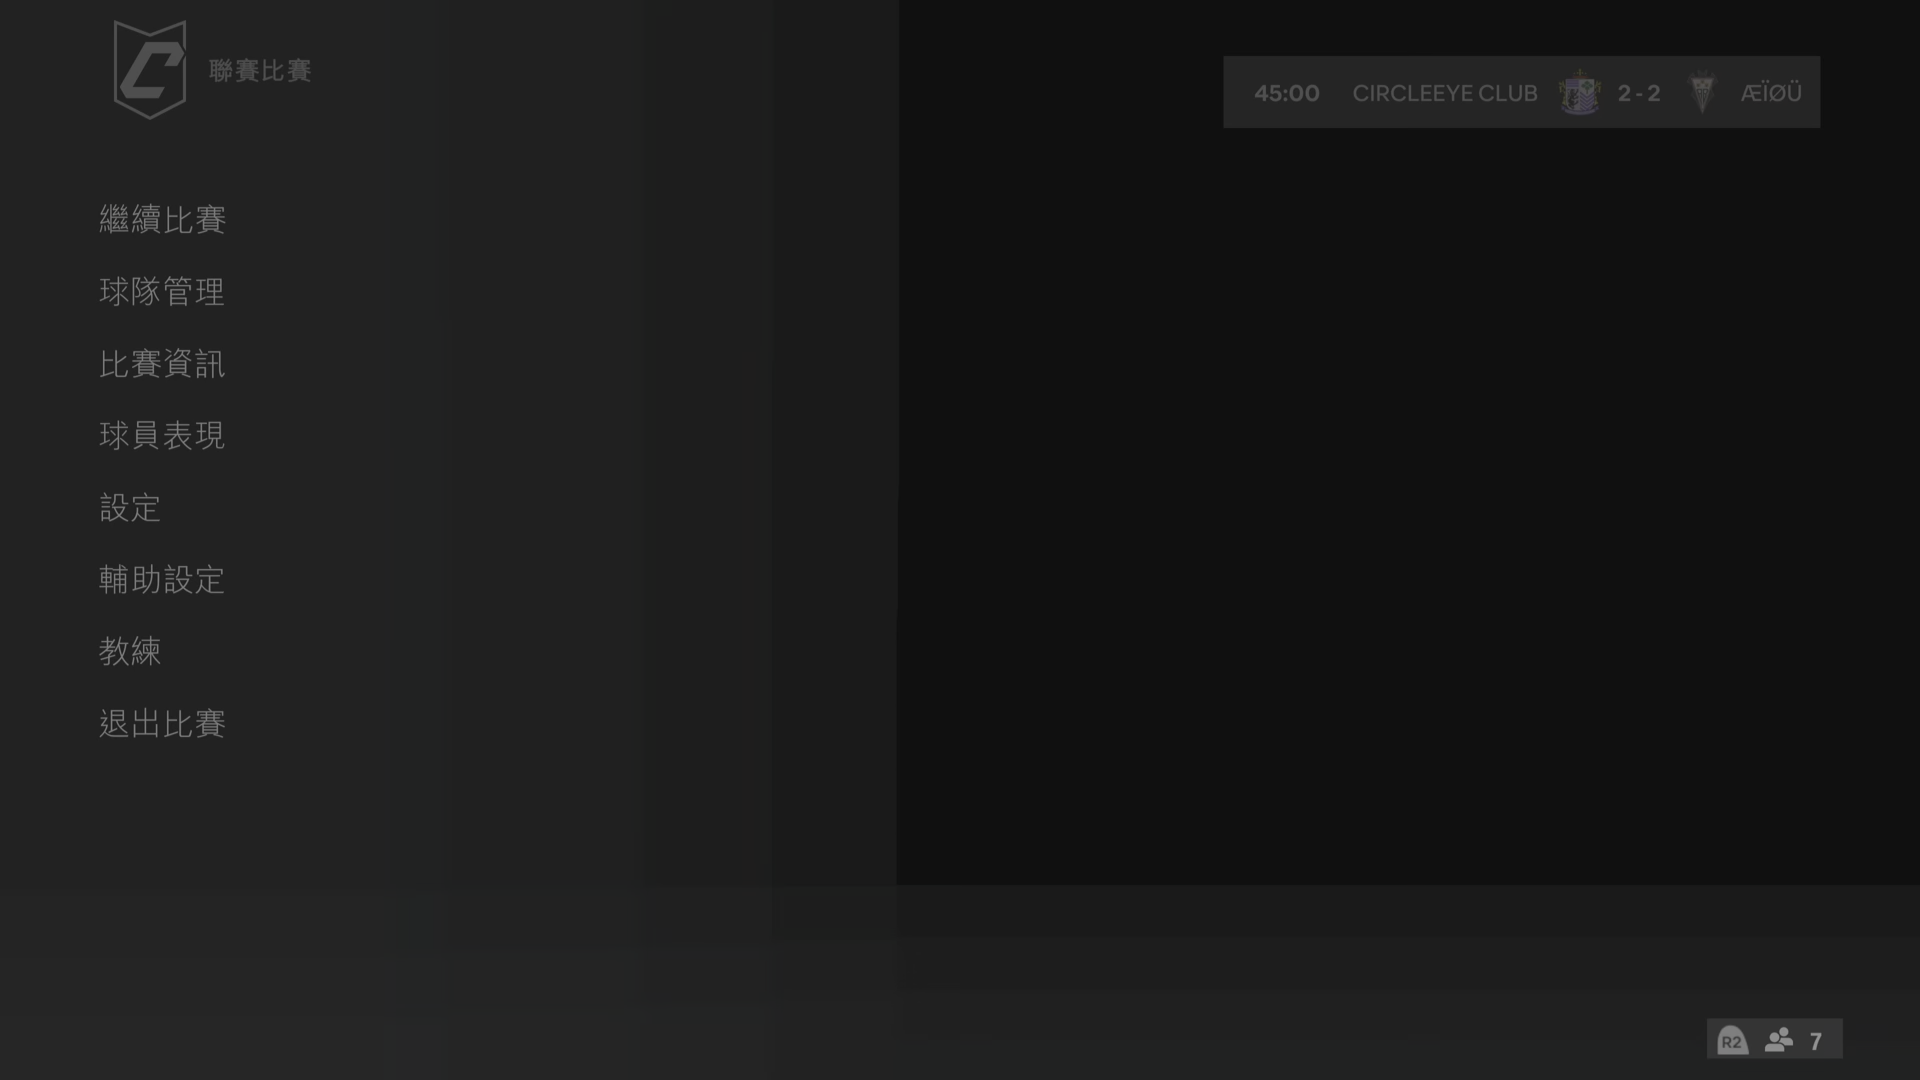 聯賽比賽
45:00 CIRCLEEYE CLUB 2 - 2 ÆÏØÜ
繼續比賽
球隊管理
比賽資訊
球員表現
設定
輔助設定
教練
退出比賽
R2 7